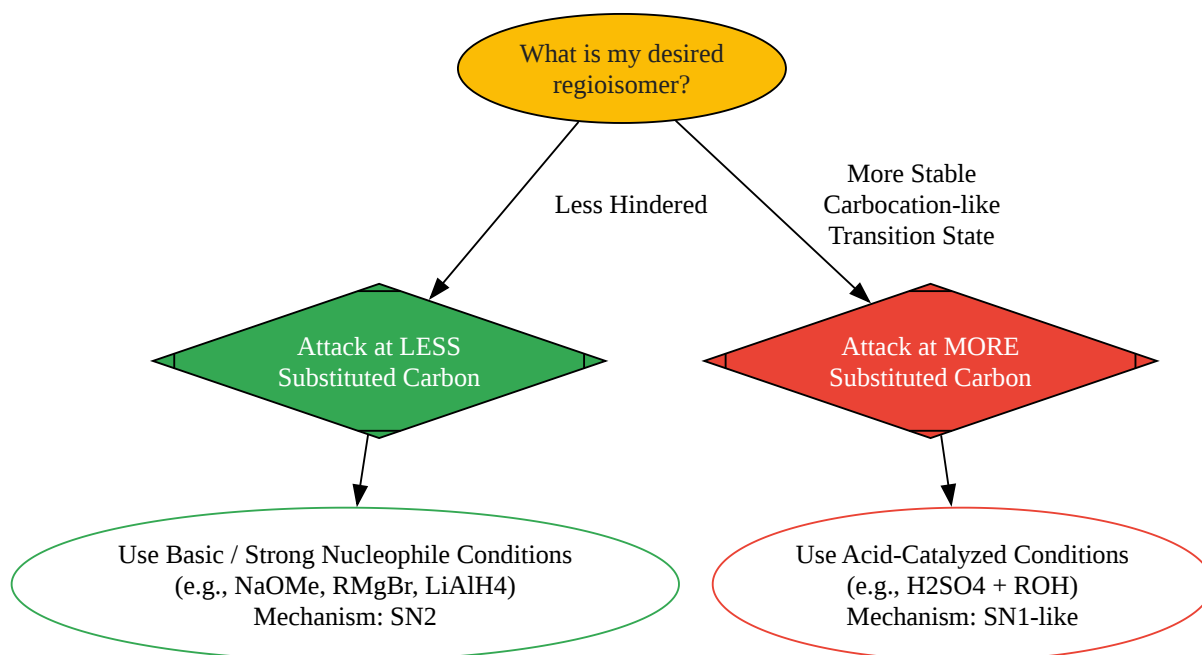 What is my desired
regioisomer?
Less Hindered
More Stable
Carbocation-like
Transition State
Attack at LESS
Substituted Carbon
Attack at MORE
Substituted Carbon
Use Basic / Strong Nucleophile Conditions
(e.g., NaOMe, RMgBr, LiAlH4)
Mechanism: SN2
Use Acid-Catalyzed Conditions
(e.g., H2SO4 + ROH)
Mechanism: SN1-like